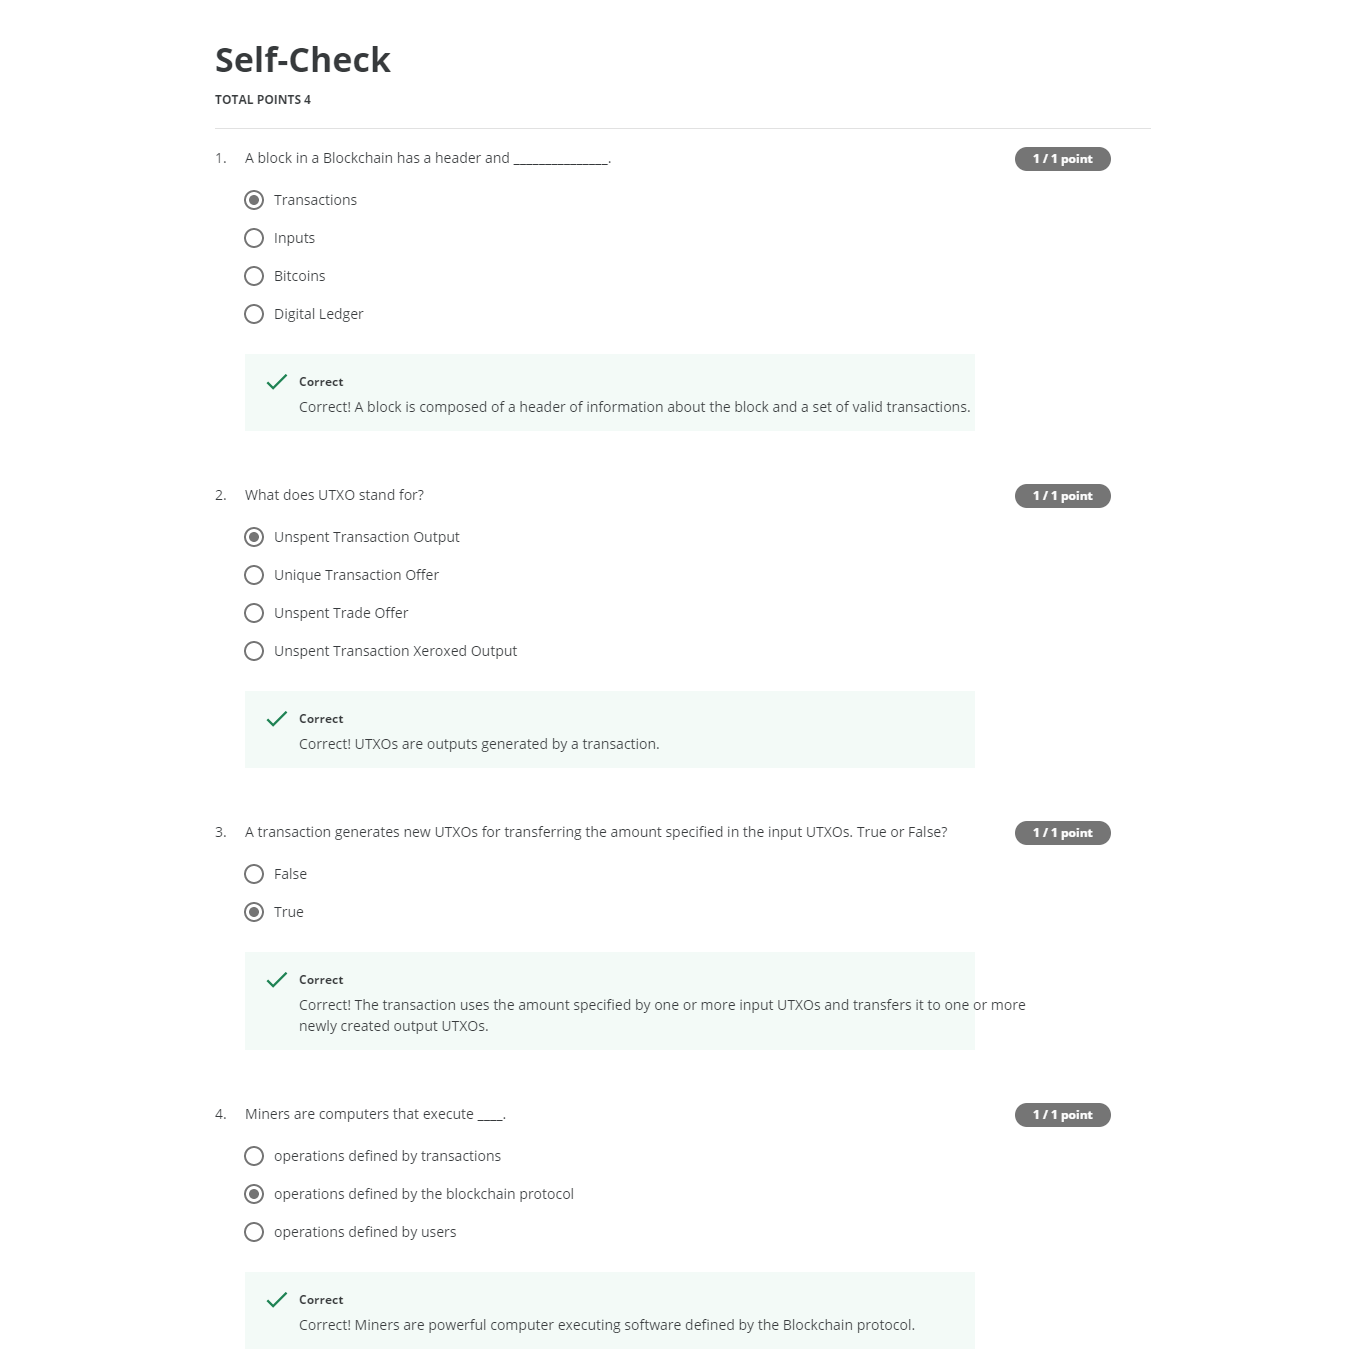 Self-Check
TOTAL POINTS 4
1. A block in a Blockchain has a header and _______________. 1 / 1 point
Transactions
Inputs
Bitcoins
Digital Ledger
Correct
Correct! A block is composed of a header of information about the block and a set of valid transactions.
2. What does UTXO stand for? 1 / 1 point
Unspent Transaction Output
Unique Transaction Offer
Unspent Trade Offer
Unspent Transaction Xeroxed Output
Correct
Correct! UTXOs are outputs generated by a transaction.
3. A transaction generates new UTXOs for transferring the amount specified in the input UTXOs. True or False? 1 / 1 point
False
True
Correct
Correct! The transaction uses the amount specified by one or more input UTXOs and transfers it to one or more
newly created output UTXOs.
4. Miners are computers that execute ____. 1 / 1 point
operations defined by transactions
operations defined by the blockchain protocol
operations defined by users
Correct
Correct! Miners are powerful computer executing software defined by the Blockchain protocol.